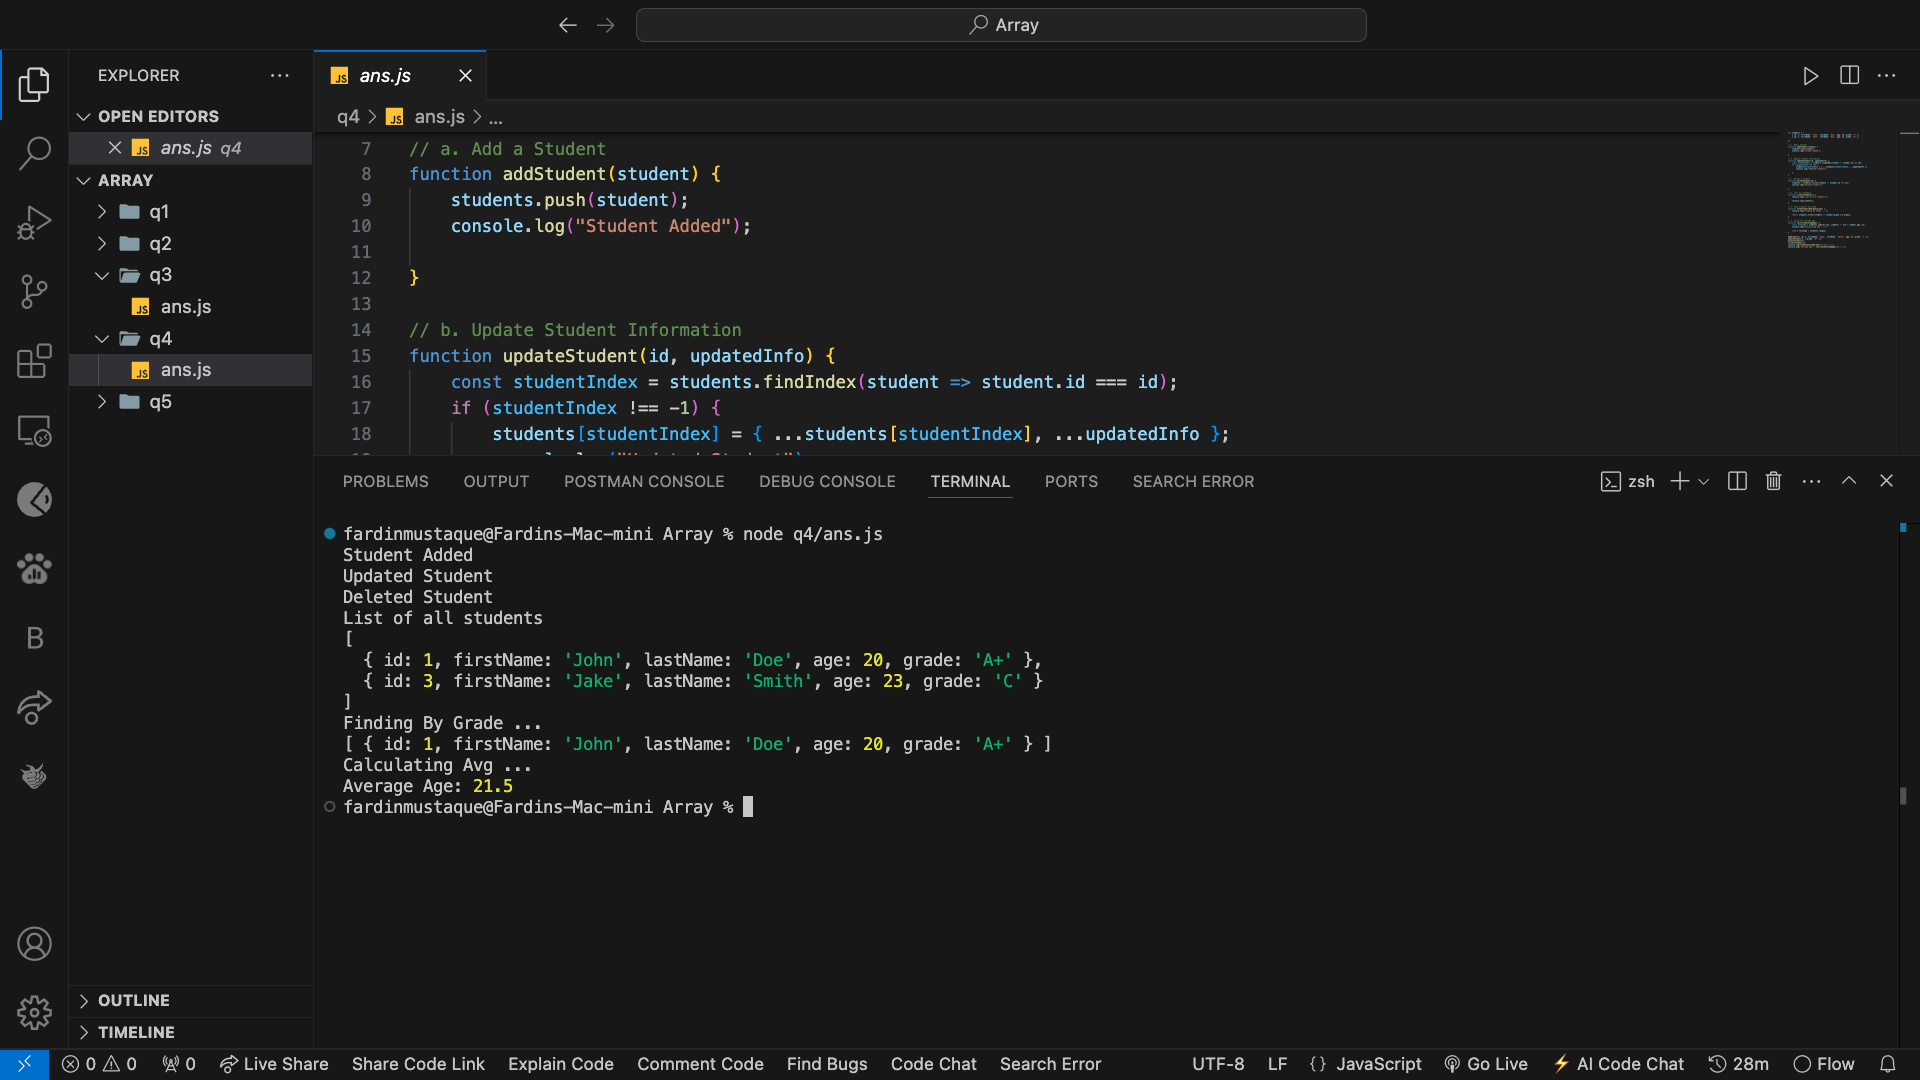 Array
EXPLORER
OPEN EDITORS
ans.js q4
ARRAY
q1
q2
q3
ans.js
q4
ans.js
q5
OUTLINE
TIMELINE
ans.js
q4 > ans.js > ...
7 // a. Add a Student
8 function addStudent(student) {
9 students.push(student);
10 console.log("Student Added");
11
12 }
13
14 // b. Update Student Information
15 function updateStudent(id, updatedInfo) {
16 const studentIndex = students.findIndex(student => student.id === id);
17 if (studentIndex !== -1) {
18 students[studentIndex] = { ...students[studentIndex], ...updatedInfo };
PROBLEMS OUTPUT POSTMAN CONSOLE DEBUG CONSOLE TERMINAL PORTS SEARCH ERROR zsh
fardinmustaque@Fardins-Mac-mini Array % node q4/ans.js
Student Added
Updated Student
Deleted Student
List of all students
[
{ id: 1, firstName: 'John', lastName: 'Doe', age: 20, grade: 'A+' },
{ id: 3, firstName: 'Jake', lastName: 'Smith', age: 23, grade: 'C' }
]
Finding By Grade ...
[ { id: 1, firstName: 'John', lastName: 'Doe', age: 20, grade: 'A+' } ]
Calculating Avg ...
Average Age: 21.5
fardinmustaque@Fardins-Mac-mini Array %
0 0 0 Live Share Share Code Link Explain Code Comment Code Find Bugs Code Chat Search Error UTF-8 LF {} JavaScript Go Live AI Code Chat 28m Flow